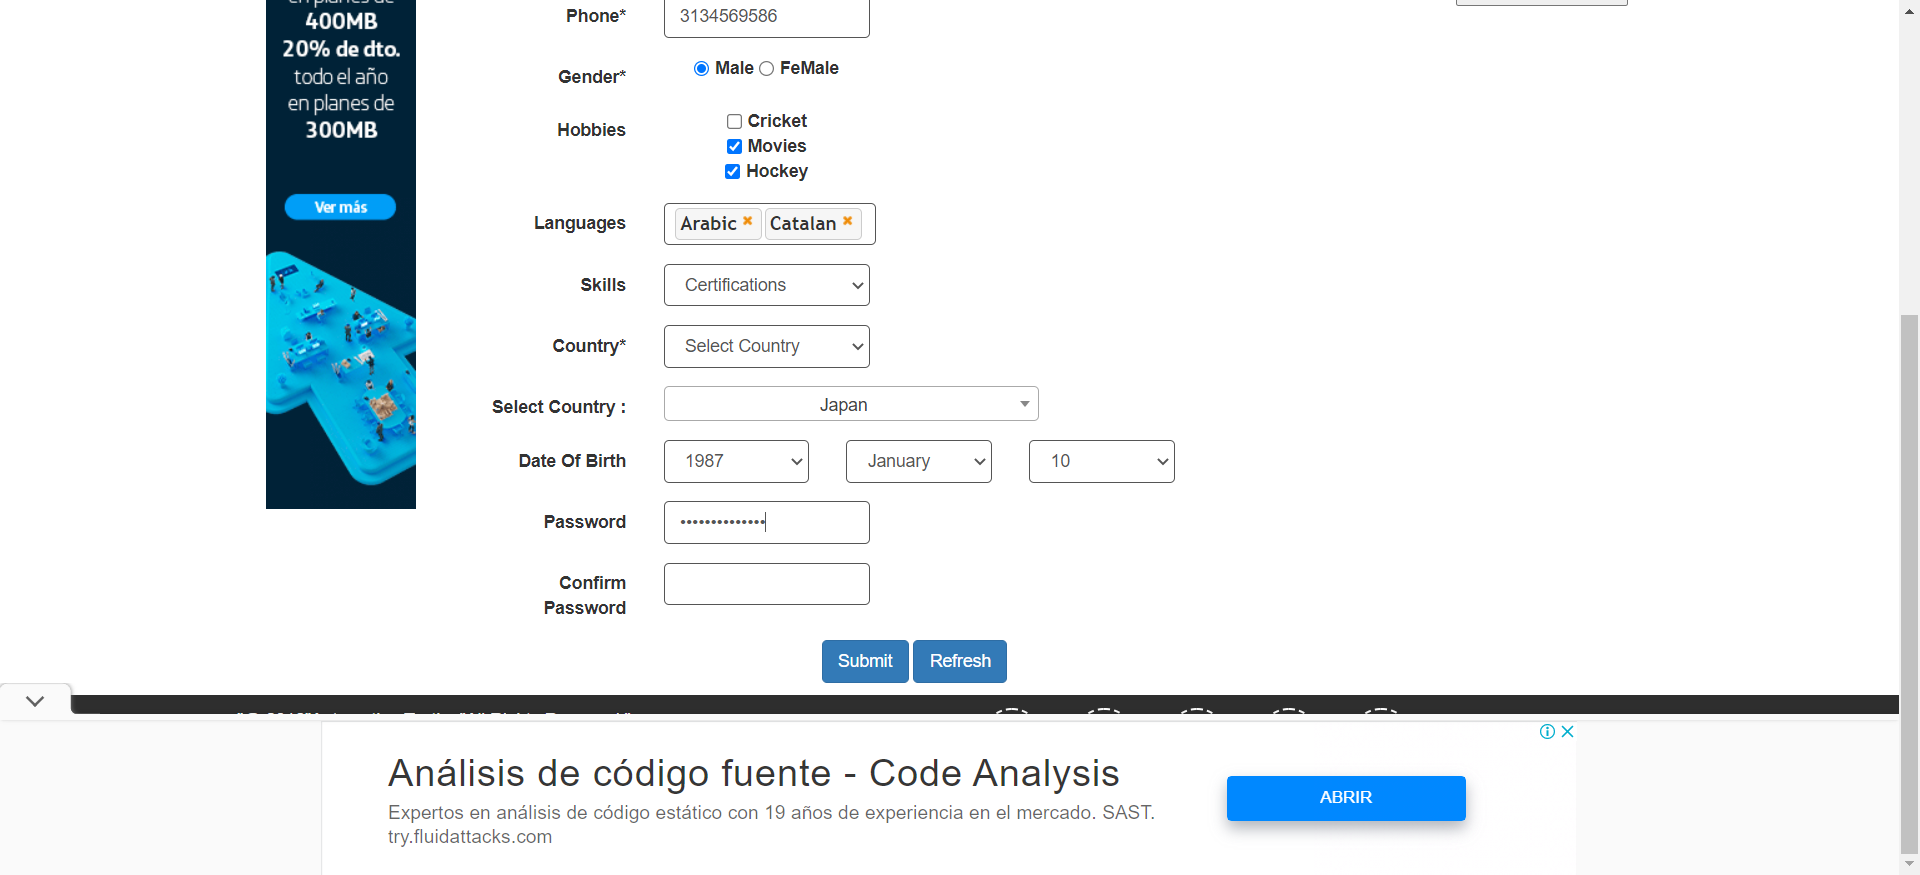 en planes de
400MB
20% de dto.
todo el año
en planes de
300MB
Ver más
Phone* 3134569586
Gender* Male FeMale
Hobbies Cricket
Movies
Hockey
Languages Arabic Catalan
Skills Certifications
Country* Select Country
Select Country : Japan
Date Of Birth 1987 January 10
Password ••••••••••••••
Confirm
Password
Submit Refresh
Análisis de código fuente - Code Analysis
Expertos en análisis de código estático con 19 años de experiencia en el mercado. SAST.
try.fluidattacks.com
ABRIR